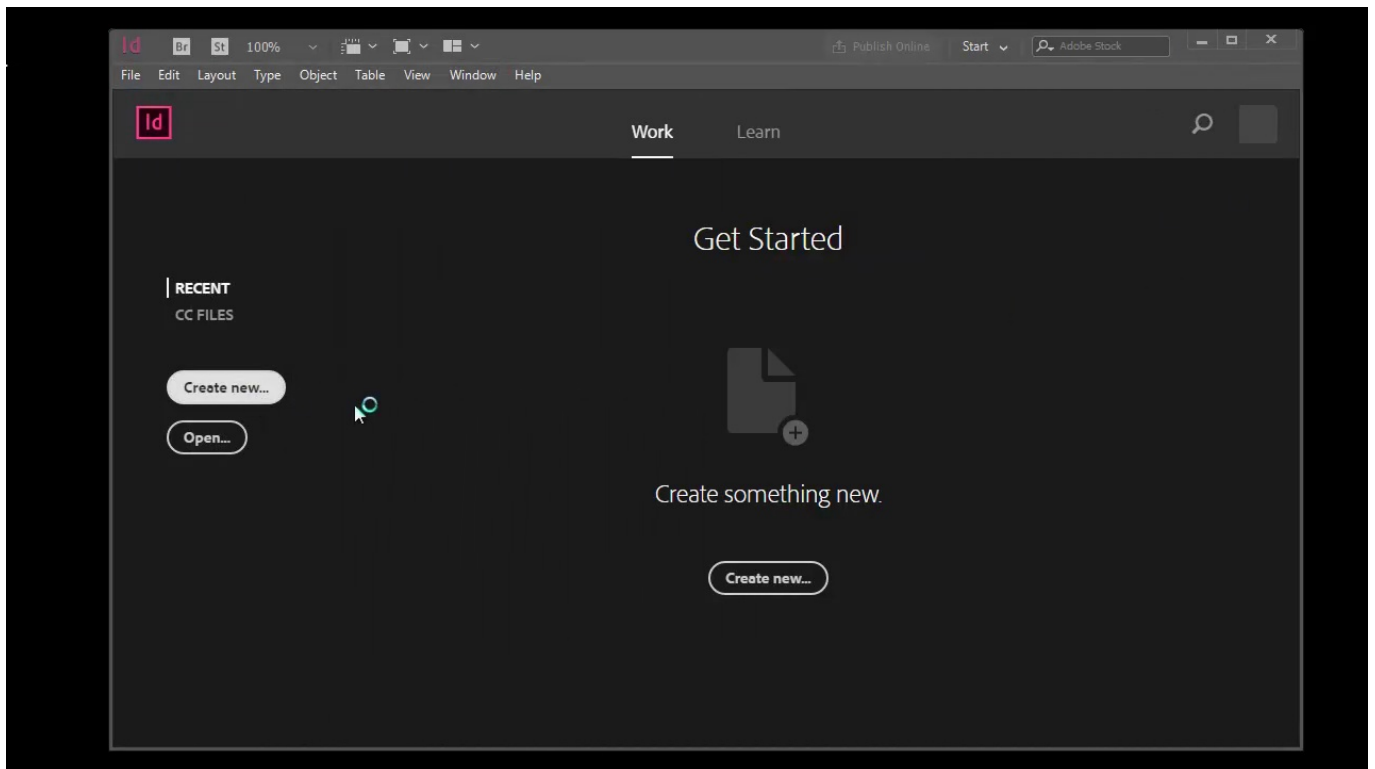 Id Br St 100% Publish Online Start Adobe Stock
File Edit Layout Type Object Table View Window Help
Id Work Learn
Get Started
RECENT
CC FILES
Create new...
Open...
Create something new.
Create new...